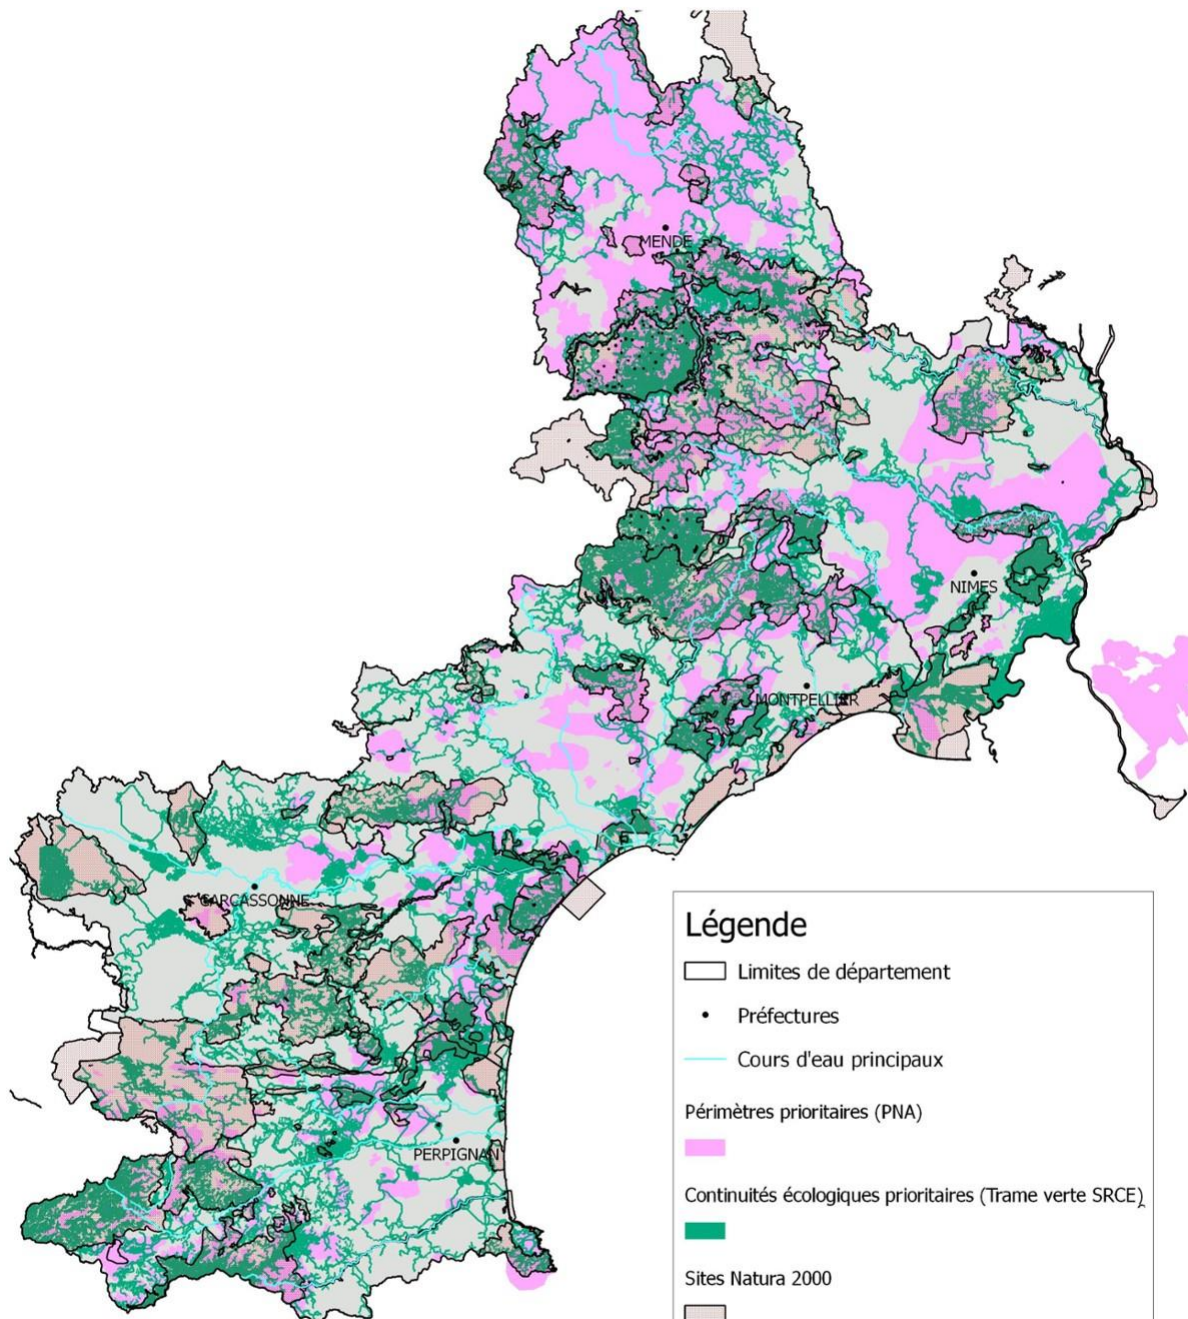 MENDE
NIMES
MONTPELLIER
CARCASSONNE
PERPIGNAN
Légende
Limites de département
Préfectures
Cours d'eau principaux
Périmètres prioritaires (PNA)
Continuités écologiques prioritaires (Trame verte SRCE)
Sites Natura 2000